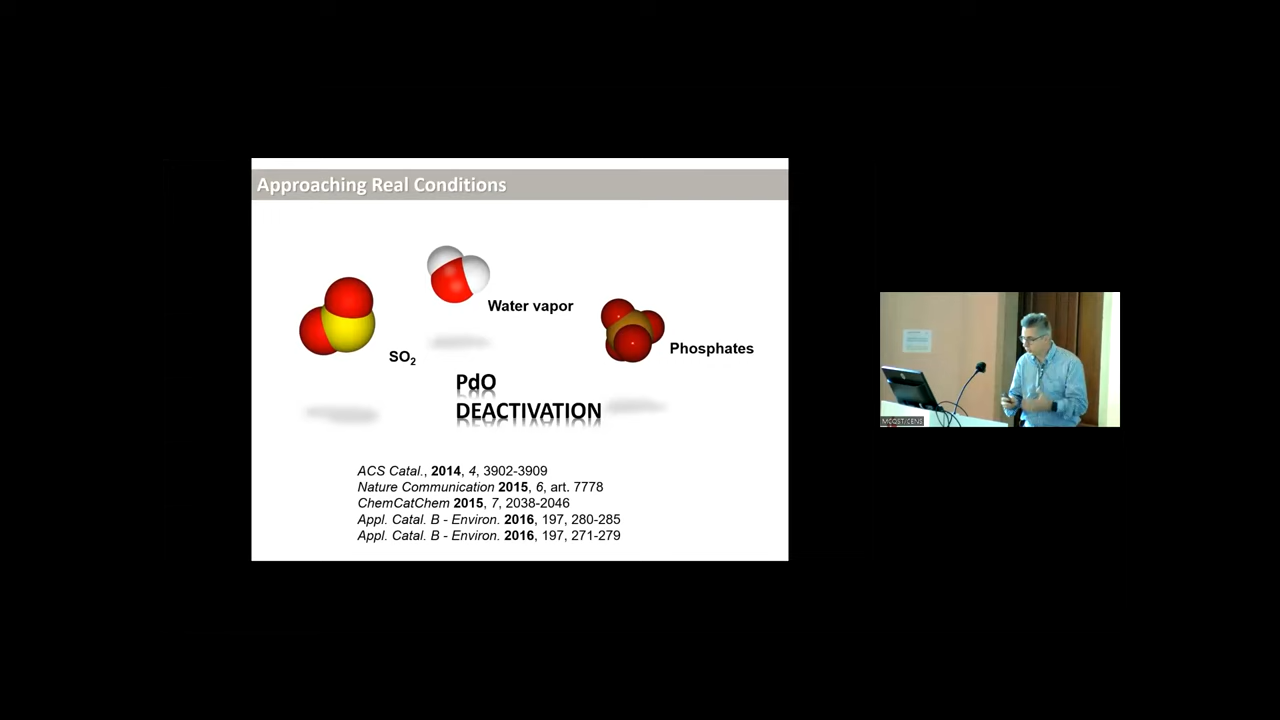 Approaching Real Conditions
Water vapor
SO2
Phosphates
PdO
DEACTIVATION
ACS Catal., 2014, 4, 3902-3909
Nature Communication 2015, 6, art. 7778
ChemCatChem 2015, 7, 2038-2046
Appl. Catal. B - Environ. 2016, 197, 280-285
Appl. Catal. B - Environ. 2016, 197, 271-279